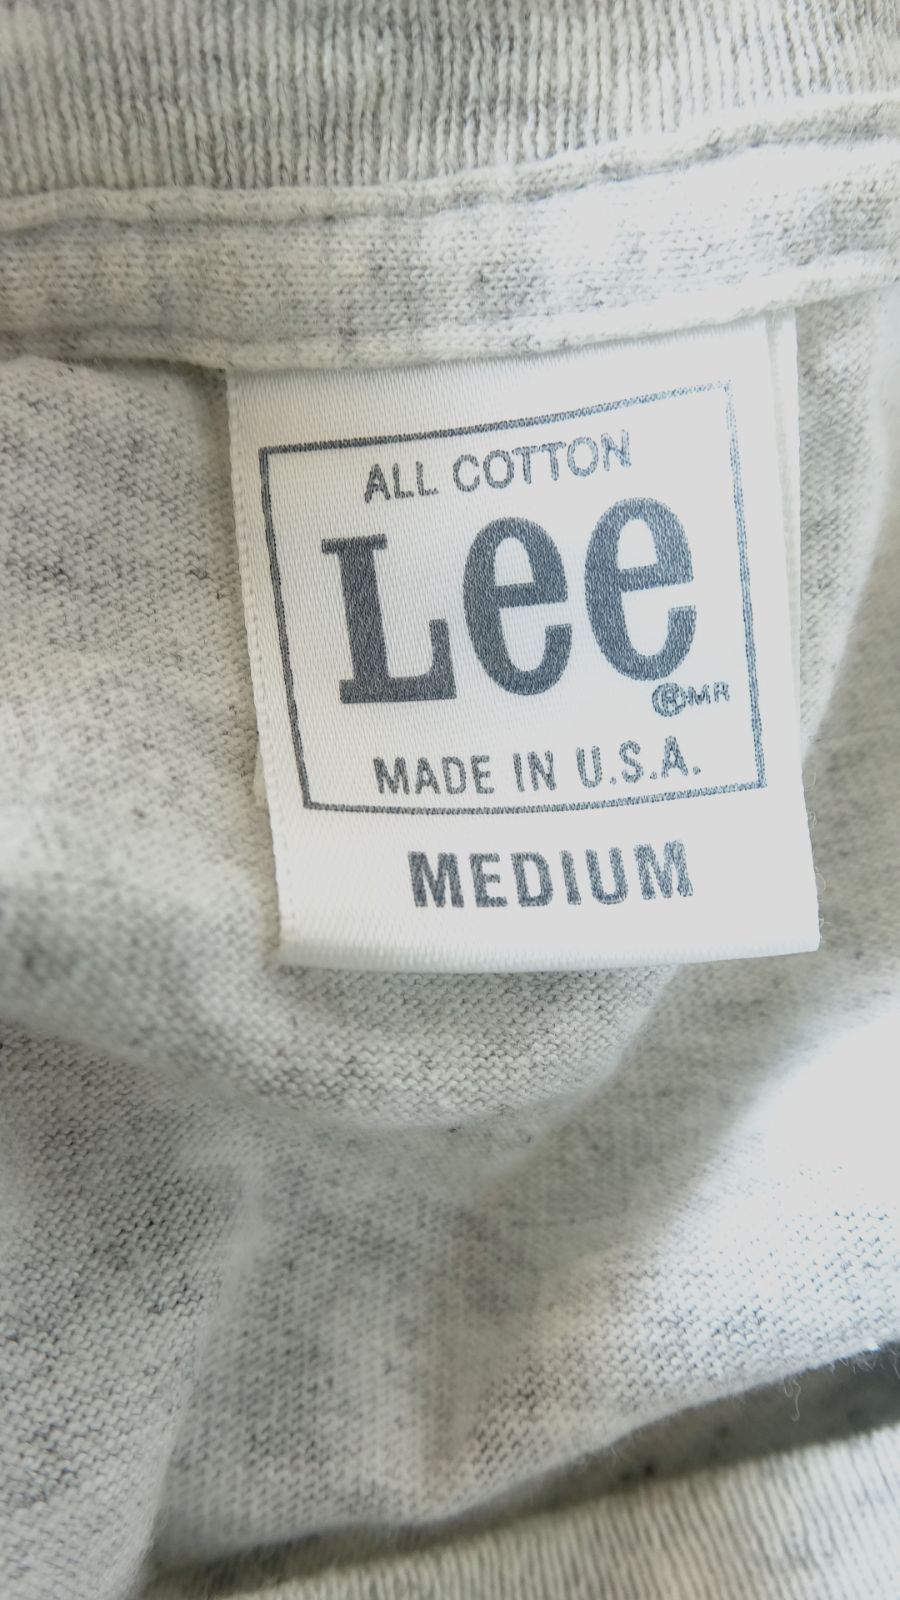 ALL COTTON
Lee
®MR
MADE IN U.S.A.
MEDIUM